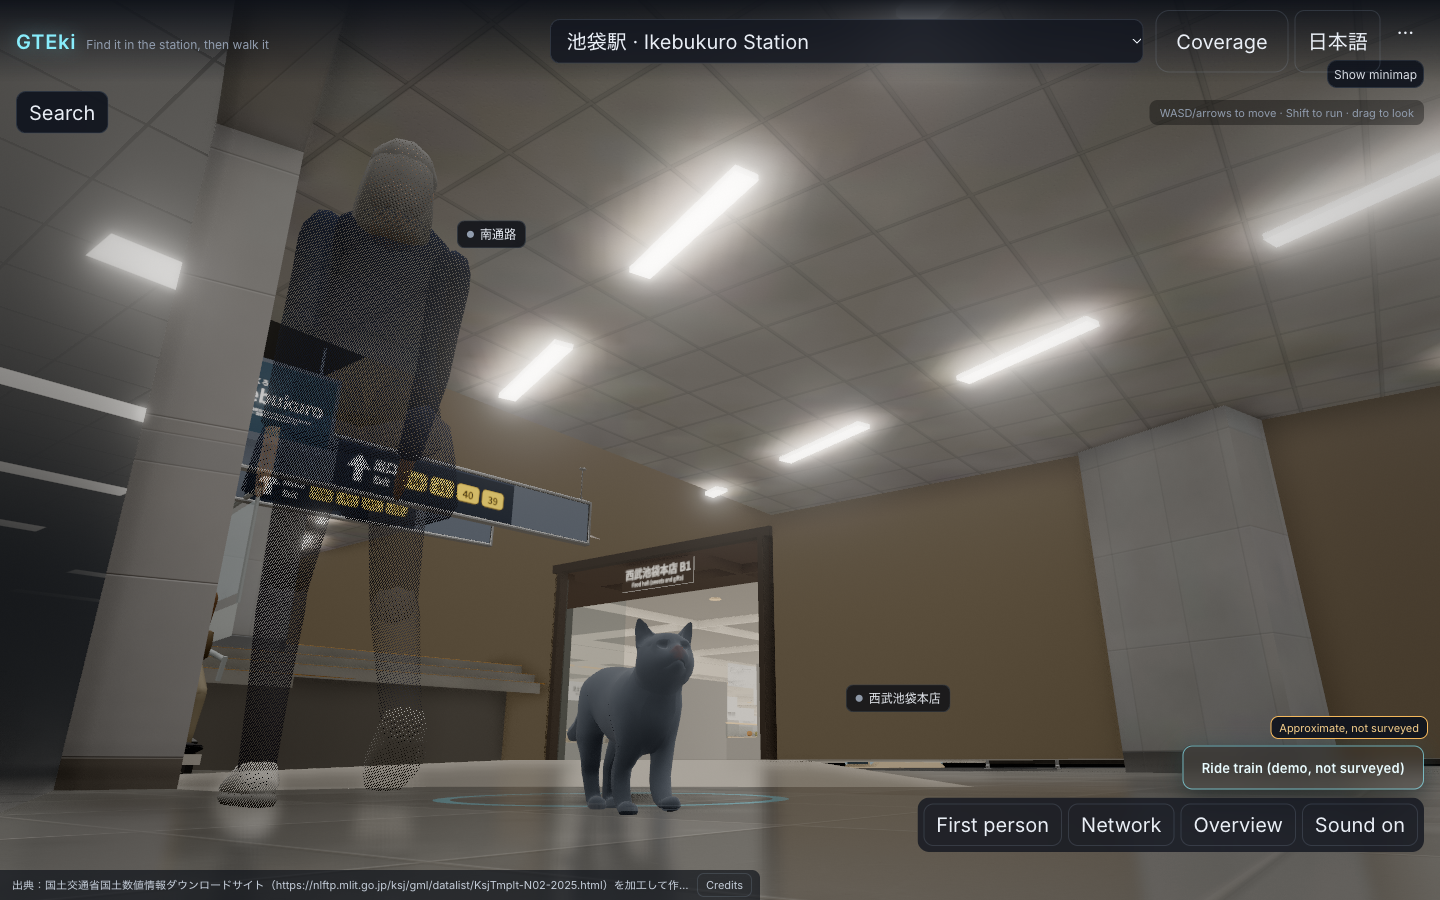 GTEki
Find it in the station, then walk it
池袋駅 · Ikebukuro Station
Coverage
日本語
...
Show minimap
Search
WASD/arrows to move · Shift to run · drag to look
南通路
40 39
西武池袋本店 B1
Food hall (sweets and gifts)
西武池袋本店
Approximate, not surveyed
Ride train (demo, not surveyed)
First person
Network
Overview
Sound on
出典：国土交通省国土数値情報ダウンロードサイト（https://nlftp.mlit.go.jp/ksj/gml/datalist/KsjTmplt-N02-2025.html）を加工して作...
Credits